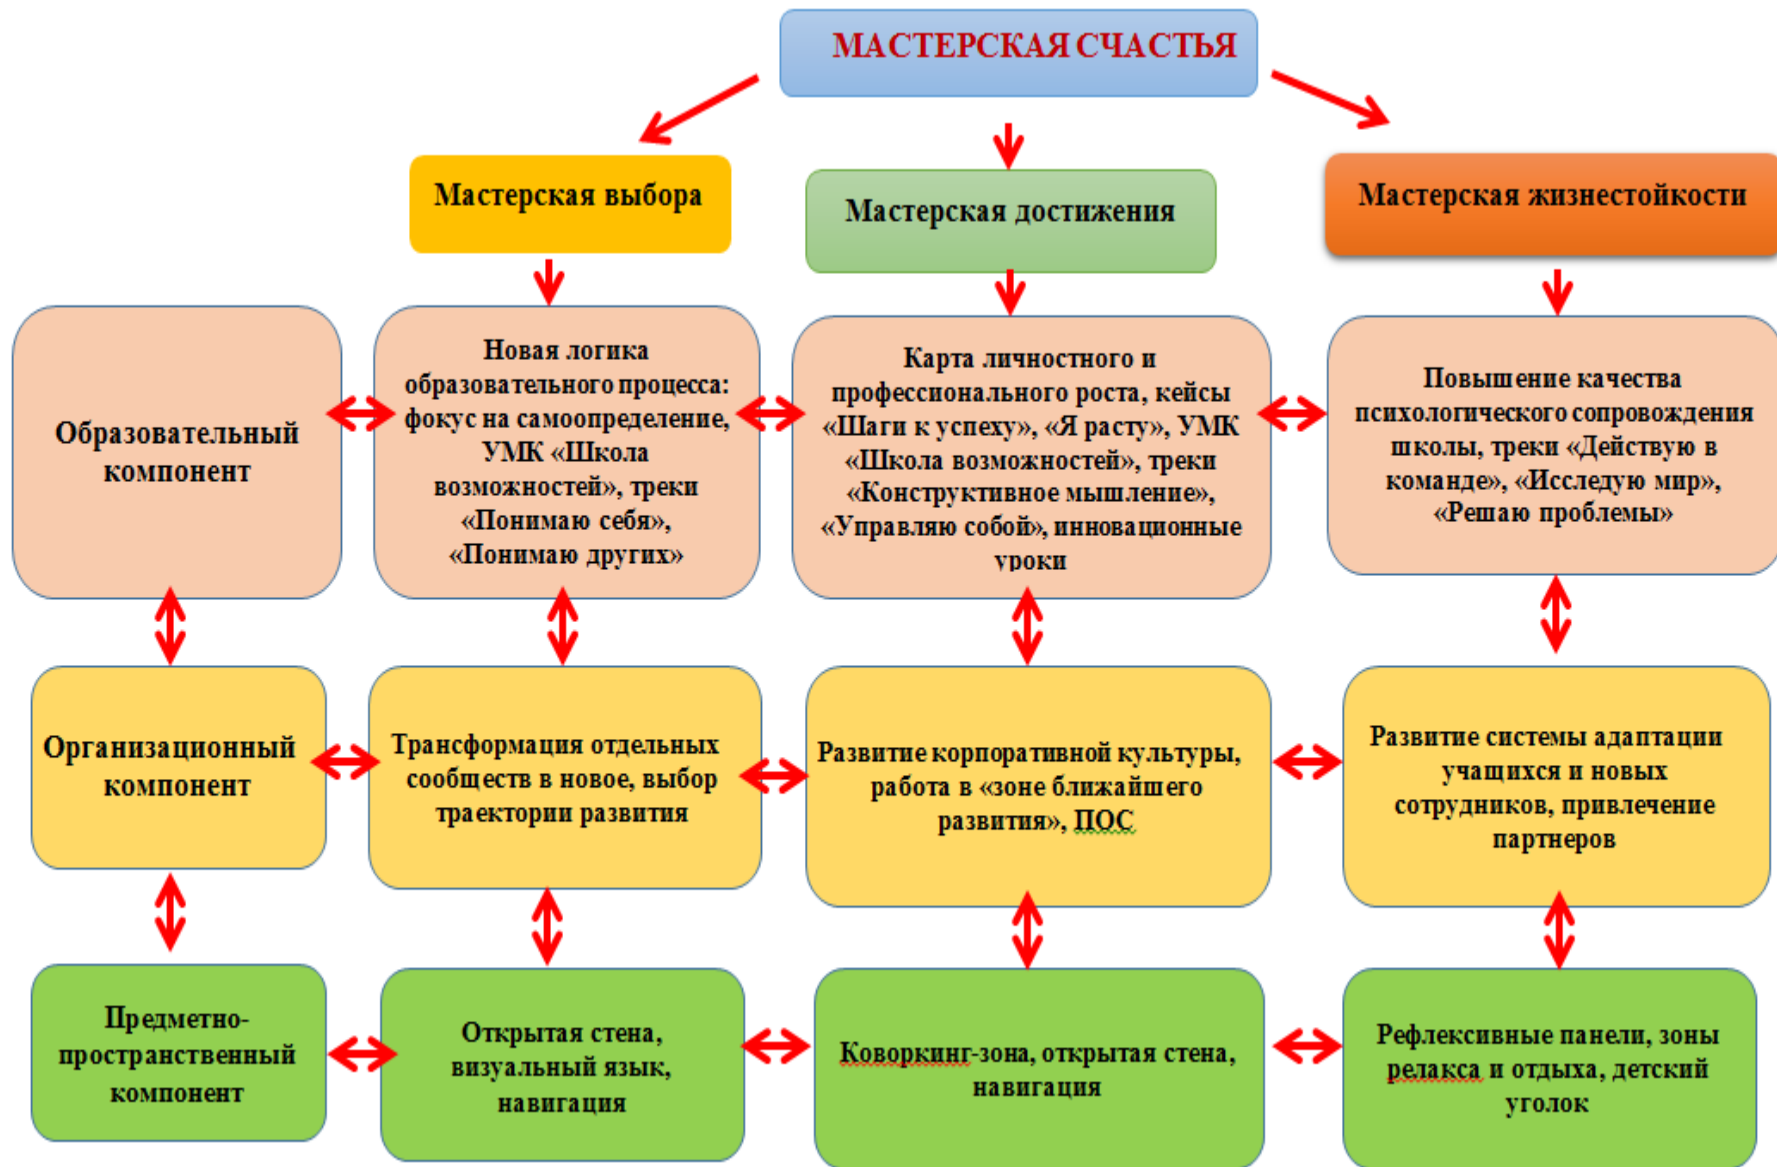 МАСТЕРСКАЯ СЧАСТЬЯ
Мастерская выбора
Мастерская достижения
Мастерская жизнестойкости
Образовательный
компонент
Новая логика
образовательного процесса:
фокус на самоопределение,
УМК «Школа
возможностей», треки
«Понимаю себя»,
«Понимаю других»
Карта личностного и
профессионального роста, кейсы
«Шаги к успеху», «Я расту», УМК
«Школа возможностей», треки
«Конструктивное мышление»,
«Управляю собой», инновационные
уроки
Повышение качества
психологического сопровождения
школы, треки «Действую в
команде», «Исследую мир»,
«Решаю проблемы»
Организационный
компонент
Трансформация отдельных
сообществ в новое, выбор
траектории развития
Развитие корпоративной культуры,
работа в «зоне ближайшего
развития», ПОС
Развитие системы адаптации
учащихся и новых
сотрудников, привлечение
партнеров
Предметно-
пространственный
компонент
Открытая стена,
визуальный язык,
навигация
Коворкинг-зона, открытая стена,
навигация
Рефлексивные панели, зоны
релакса и отдыха, детский
уголок